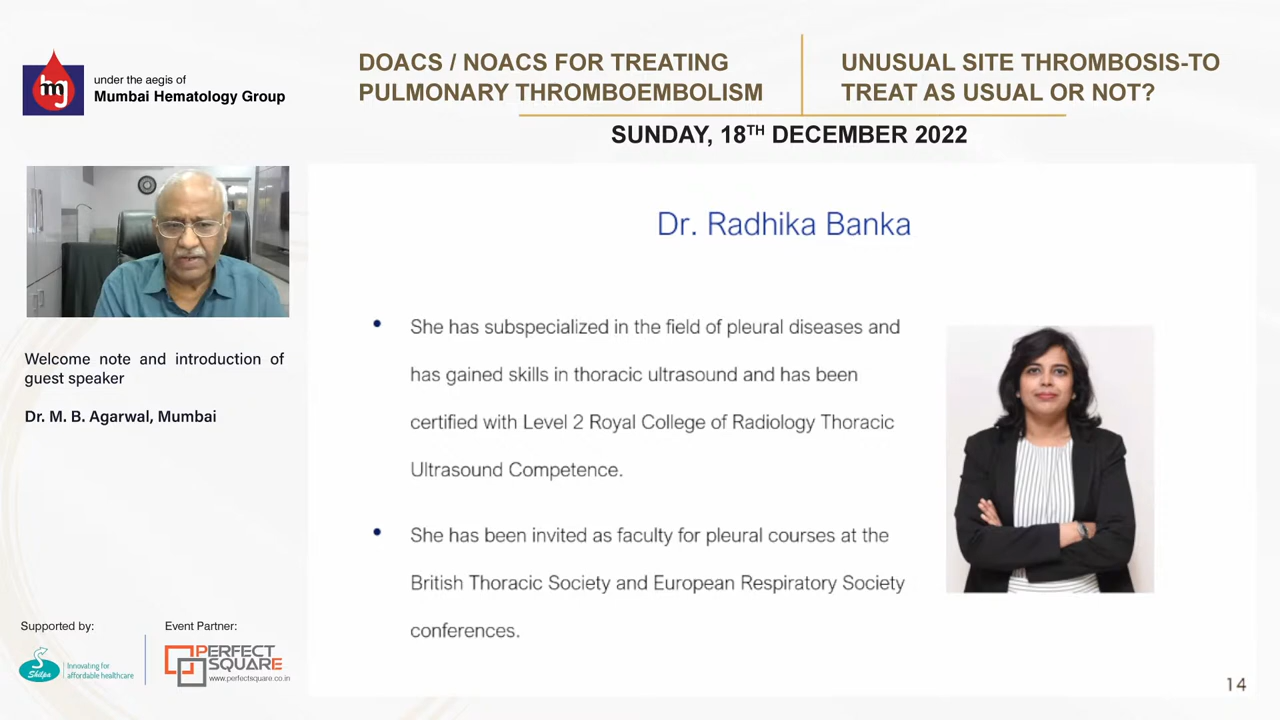 mg
under the aegis of
Mumbai Hematology Group
DOACS / NOACS FOR TREATING
PULMONARY THROMBOEMBOLISM
UNUSUAL SITE THROMBOSIS-TO
TREAT AS USUAL OR NOT?
SUNDAY, 18TH DECEMBER 2022
Welcome note and introduction of
guest speaker
Dr. M. B. Agarwal, Mumbai
Dr. Radhika Banka
• She has subspecialized in the field of pleural diseases and
has gained skills in thoracic ultrasound and has been
certified with Level 2 Royal College of Radiology Thoracic
Ultrasound Competence.
• She has been invited as faculty for pleural courses at the
British Thoracic Society and European Respiratory Society
conferences.
Supported by:
Shilpa
Innovating for
affordable healthcare
Event Partner:
PERFECT
SQUARE
www.perfectsquare.co.in
14